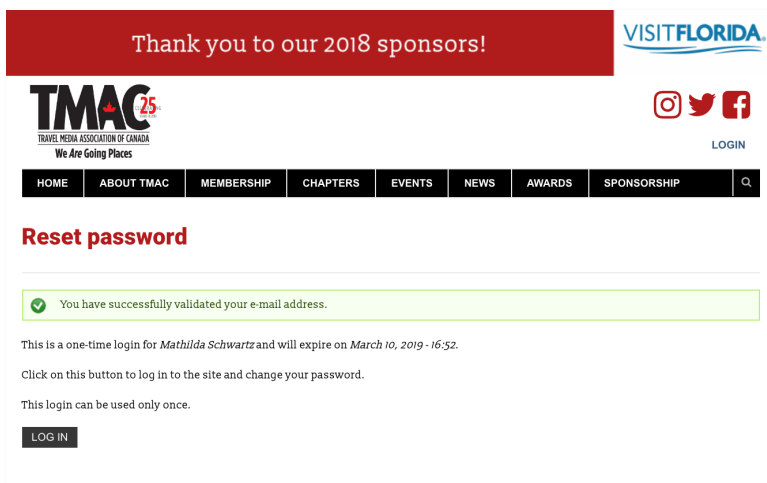 Thank you to our 2018 sponsors!
VISITFLORIDA.
TMAC 25
TRAVEL MEDIA ASSOCIATION OF CANADA
We Are Going Places
LOGIN
HOME ABOUT TMAC MEMBERSHIP CHAPTERS EVENTS NEWS AWARDS SPONSORSHIP
Reset password
You have successfully validated your e-mail address.
This is a one-time login for Mathilda Schwartz and will expire on March 10, 2019 - 16:52.
Click on this button to log in to the site and change your password.
This login can be used only once.
LOG IN